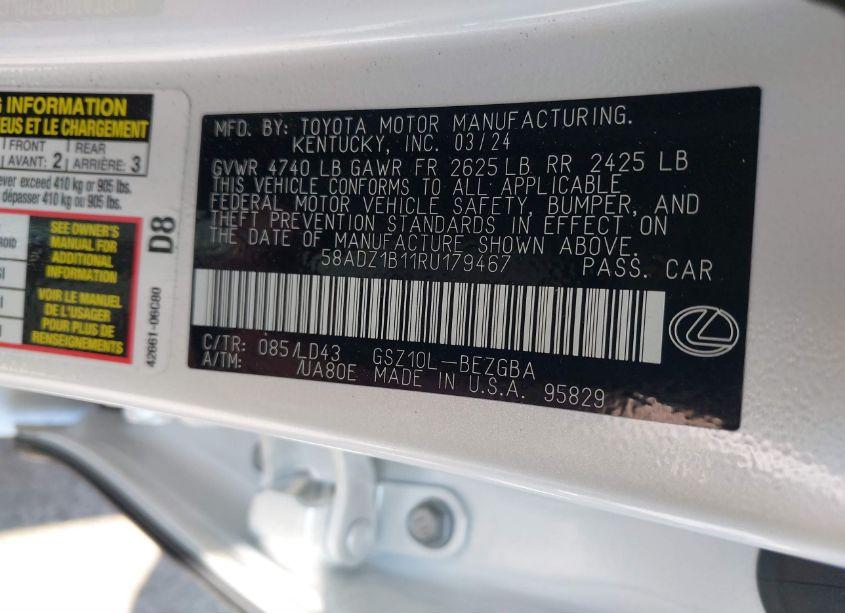 G INFORMATION
EUS ET LE CHARGEMENT
FRONT REAR
AVANT: 2 ARRIÈRE: 3
ever exceed 410 kg or 905 lbs.
dépasser 410 kg ou 905 lbs.
SEE OWNER'S
MANUAL FOR
ADDITIONAL
INFORMATION
VOIR LE MANUEL
DE L'USAGER
POUR PLUS DE
RENSEIGNEMENTS
D8
42661-06C80
MFD. BY: TOYOTA MOTOR MANUFACTURING.
KENTUCKY, INC. 03/24
GVWR 4740 LB GAWR FR 2625 LB RR 2425 LB
THIS VEHICLE CONFORMS TO ALL APPLICABLE
FEDERAL MOTOR VEHICLE SAFETY, BUMPER, AND
THEFT PREVENTION STANDARDS IN EFFECT ON
THE DATE OF MANUFACTURE SHOWN ABOVE.
58ADZ1B11RU179467 PASS. CAR
C/TR: 085/LD43 GSZ10L-BEZGBA
A/TM: /UA80E MADE IN U.S.A. 95829